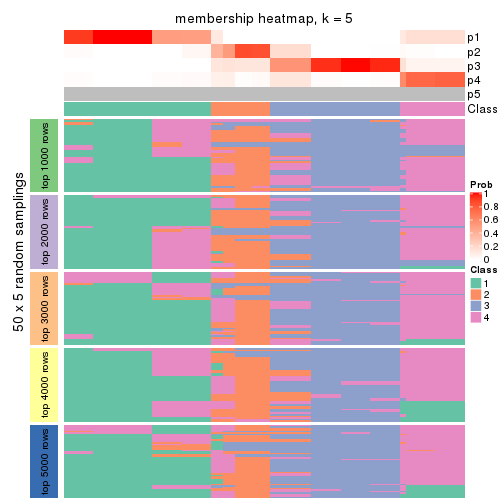 membership heatmap, k = 5
p1
p2
p3
p4
p5
Class
50 x 5 random samplings
top 1000 rows
top 2000 rows
top 3000 rows
top 4000 rows
top 5000 rows
Prob
1
0.8
0.6
0.4
0.2
0
Class
1
2
3
4